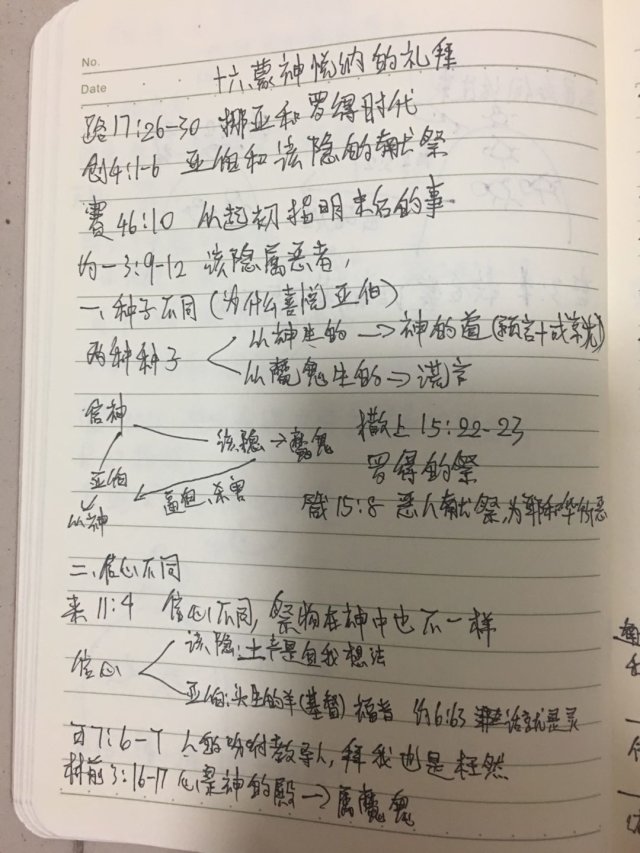 No.
Date
十六、蒙神悦纳的礼拜
路17:26-30 挪亚和罗得时代
创4:1-6 亚伯和该隐的献祭
赛46:10 从起初指明末后的事
约一3:9-12 该隐属恶者,
一、种子不同(为什么喜悦亚伯)
两种种子
从神生的→神的道(预言+成就)
从魔鬼生的→谎言
信神
该隐→魔鬼
亚伯
逼迫、杀害
从神
撒上15:22-23
罗得的祭
箴15:8 恶人献祭,为耶和华所恶
二、信心不同
来11:4 信心不同,祭物在神中也不一样
信心
该隐:土产是自我想法
亚伯:头生的羊(基督) 福音 约6:63 话就是灵
可7:6-7 人的吩咐教导人,拜我也是枉然
林前3:16-17 心是神的殿→属魔鬼